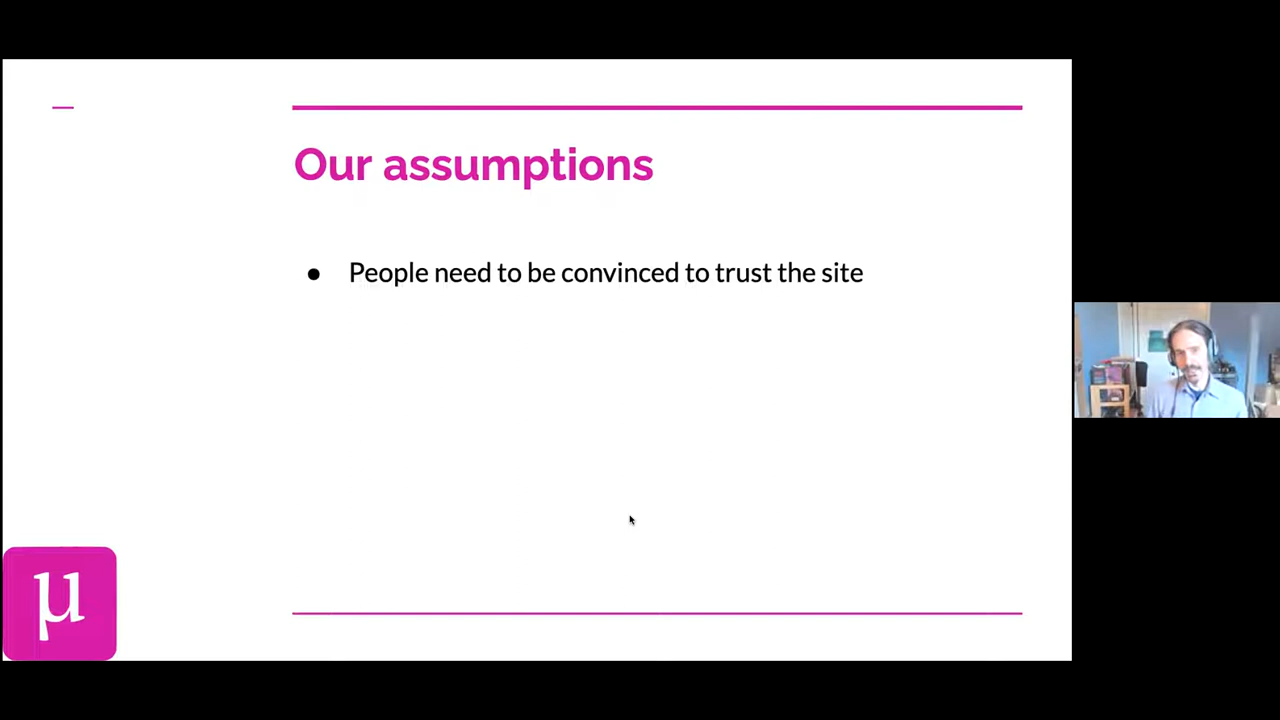 Our assumptions
● People need to be convinced to trust the site
μ